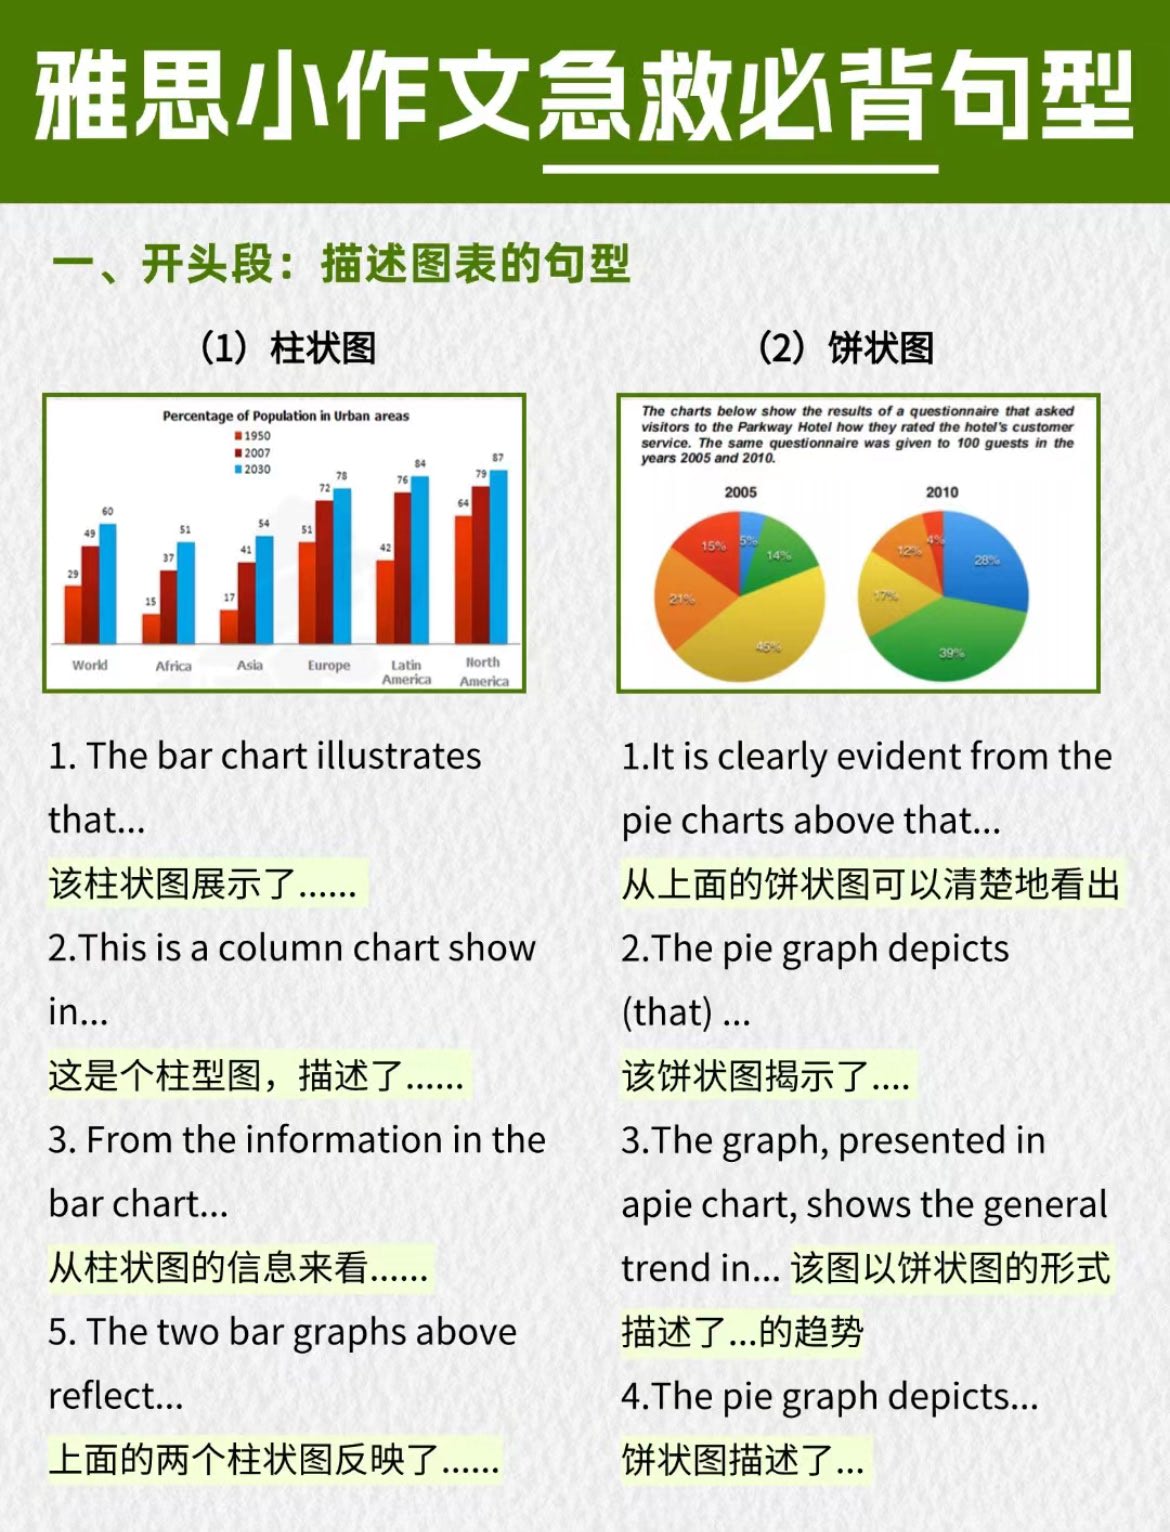 雅思小作文急救必背句型
一、开头段：描述图表的句型
（1）柱状图
Percentage of Population in Urban areas
1950
2007
2030
29 49 60
15 37 51
17 41 54
51 72 78
42 76 84
64 79 87
World Africa Asia Europe Latin America North America
1. The bar chart illustrates
that...
该柱状图展示了......
2.This is a column chart show
in...
这是个柱型图，描述了......
3. From the information in the
bar chart...
从柱状图的信息来看......
5. The two bar graphs above
reflect...
上面的两个柱状图反映了......
（2）饼状图
The charts below show the results of a questionnaire that asked
visitors to the Parkway Hotel how they rated the hotel's customer
service. The same questionnaire was given to 100 guests in the
years 2005 and 2010.
2005
5%
14%
45%
21%
15%
2010
28%
39%
17%
12%
4%
1.It is clearly evident from the
pie charts above that...
从上面的饼状图可以清楚地看出
2.The pie graph depicts
(that) ...
该饼状图揭示了....
3.The graph, presented in
apie chart, shows the general
trend in... 该图以饼状图的形式
描述了...的趋势
4.The pie graph depicts...
饼状图描述了...